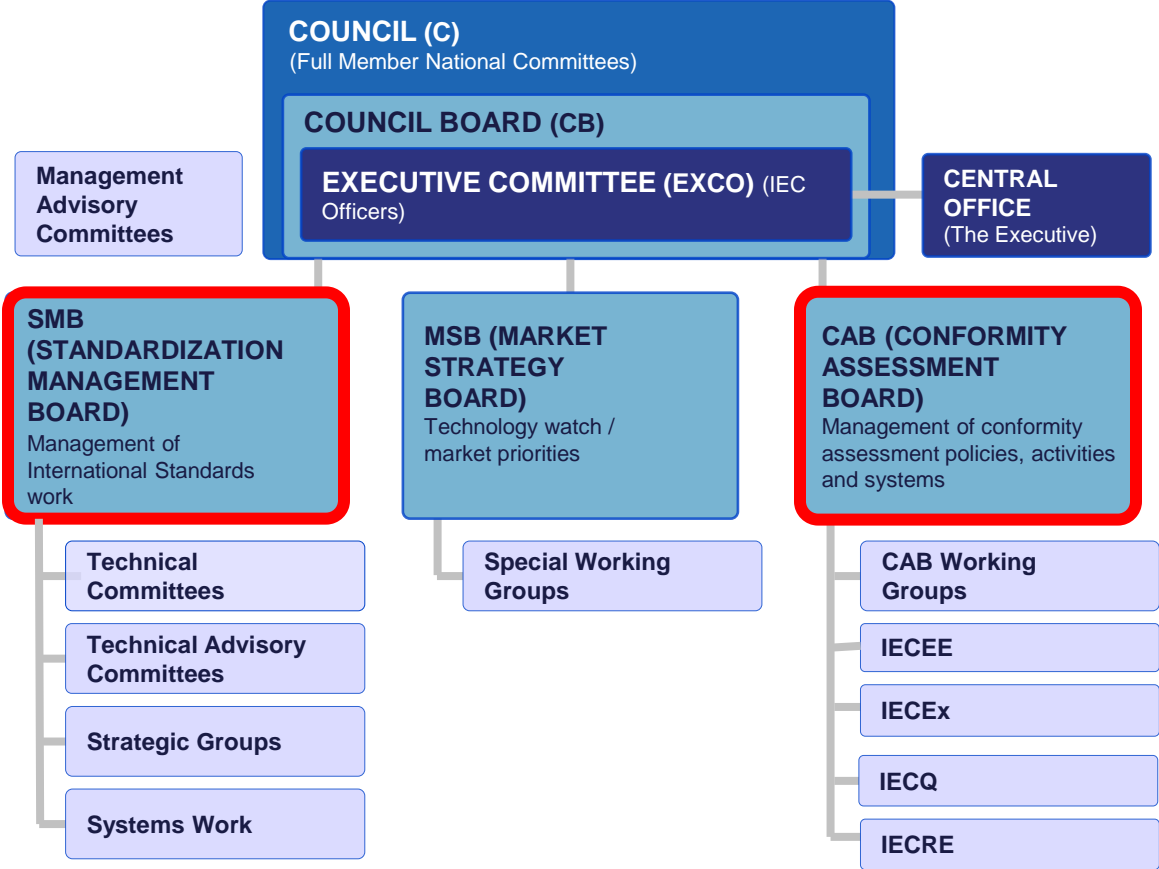 COUNCIL (C)
(Full Member National Committees)
COUNCIL BOARD (CB)
EXECUTIVE COMMITTEE (EXCO) (IEC
Officers)
Management
Advisory
Committees
CENTRAL
OFFICE
(The Executive)
SMB
(STANDARDIZATION
MANAGEMENT
BOARD)
Management of
International Standards
work
MSB (MARKET
STRATEGY
BOARD)
Technology watch /
market priorities
CAB (CONFORMITY
ASSESSMENT
BOARD)
Management of conformity
assessment policies, activities
and systems
Technical
Committees
Technical Advisory
Committees
Strategic Groups
Systems Work
Special Working
Groups
CAB Working
Groups
IECEE
IECEx
IECQ
IECRE